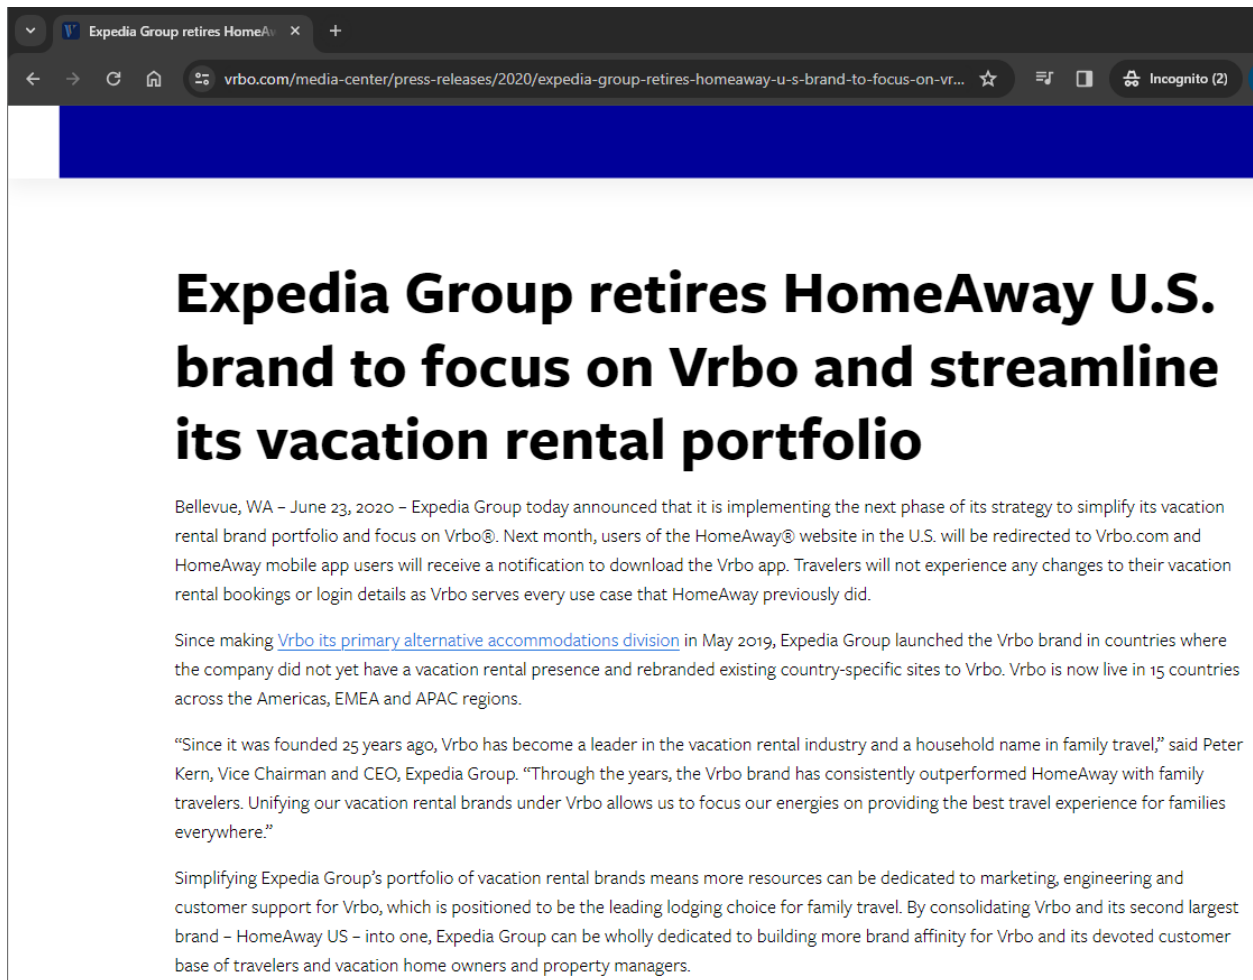 Expedia Group retires HomeAw
vrbo.com/media-center/press-releases/2020/expedia-group-retires-homeaway-u-s-brand-to-focus-on-vr...
Incognito (2)
Expedia Group retires HomeAway U.S.
brand to focus on Vrbo and streamline
its vacation rental portfolio
Bellevue, WA – June 23, 2020 – Expedia Group today announced that it is implementing the next phase of its strategy to simplify its vacation
rental brand portfolio and focus on Vrbo®. Next month, users of the HomeAway® website in the U.S. will be redirected to Vrbo.com and
HomeAway mobile app users will receive a notification to download the Vrbo app. Travelers will not experience any changes to their vacation
rental bookings or login details as Vrbo serves every use case that HomeAway previously did.
Since making Vrbo its primary alternative accommodations division in May 2019, Expedia Group launched the Vrbo brand in countries where
the company did not yet have a vacation rental presence and rebranded existing country-specific sites to Vrbo. Vrbo is now live in 15 countries
across the Americas, EMEA and APAC regions.
“Since it was founded 25 years ago, Vrbo has become a leader in the vacation rental industry and a household name in family travel,” said Peter
Kern, Vice Chairman and CEO, Expedia Group. “Through the years, the Vrbo brand has consistently outperformed HomeAway with family
travelers. Unifying our vacation rental brands under Vrbo allows us to focus our energies on providing the best travel experience for families
everywhere.”
Simplifying Expedia Group’s portfolio of vacation rental brands means more resources can be dedicated to marketing, engineering and
customer support for Vrbo, which is positioned to be the leading lodging choice for family travel. By consolidating Vrbo and its second largest
brand – HomeAway US – into one, Expedia Group can be wholly dedicated to building more brand affinity for Vrbo and its devoted customer
base of travelers and vacation home owners and property managers.